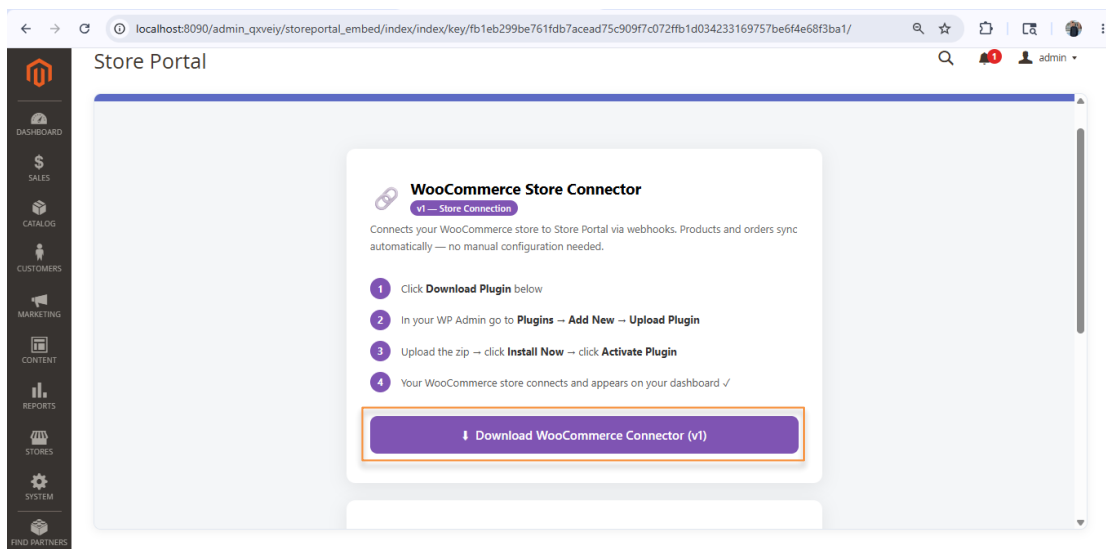 localhost:8090/admin_qxveiy/storeportal_embed/index/index/key/fb1eb299be761fdb7acead75c909f7c072ffb1d034233169757be6f4e68f3ba1/
Store Portal
1
admin
DASHBOARD
SALES
CATALOG
CUSTOMERS
MARKETING
CONTENT
REPORTS
STORES
SYSTEM
FIND PARTNERS
WooCommerce Store Connector
v1 — Store Connection
Connects your WooCommerce store to Store Portal via webhooks. Products and orders sync
automatically — no manual configuration needed.
1 Click Download Plugin below
2 In your WP Admin go to Plugins → Add New → Upload Plugin
3 Upload the zip → click Install Now → click Activate Plugin
4 Your WooCommerce store connects and appears on your dashboard ✓
⬇ Download WooCommerce Connector (v1)